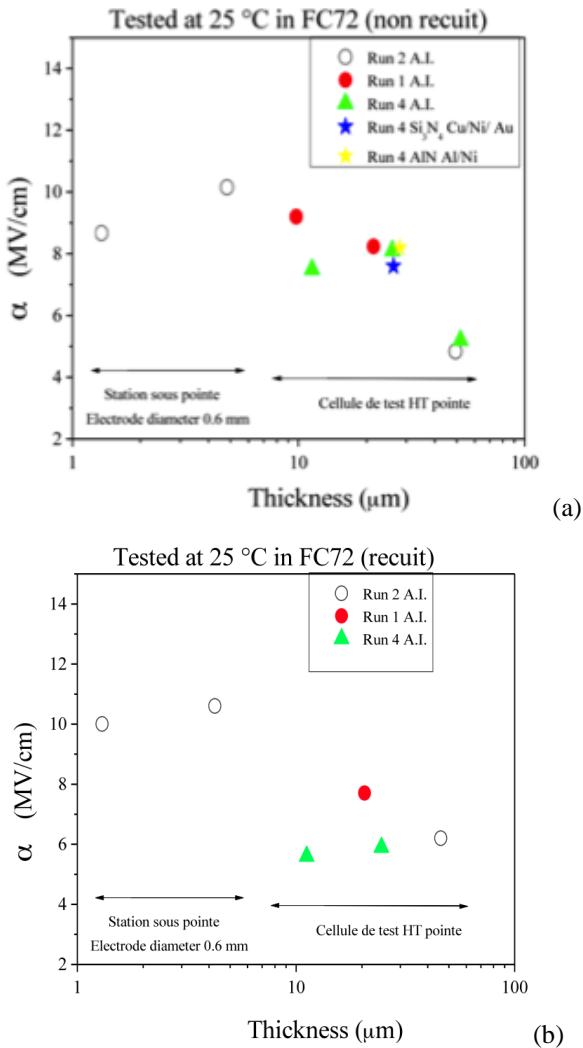 Tested at 25 °C in FC72 (non recuit)
Run 2 A.I.
Run 1 A.I.
Run 4 A.I.
Run 4 Si3N4 Cu/Ni/ Au
Run 4 AlN Al/Ni
14
12
10
8
6
4
2
α (MV/cm)
Station sous pointe
Electrode diameter 0.6 mm
Cellule de test HT pointe
1
10
100
Thickness (µm)
(a)
Tested at 25 °C in FC72 (recuit)
Run 2 A.I.
Run 1 A.I.
Run 4 A.I.
14
12
10
8
6
4
2
α (MV/cm)
Station sous pointe
Electrode diameter 0.6 mm
Cellule de test HT pointe
1
10
100
Thickness (µm)
(b)